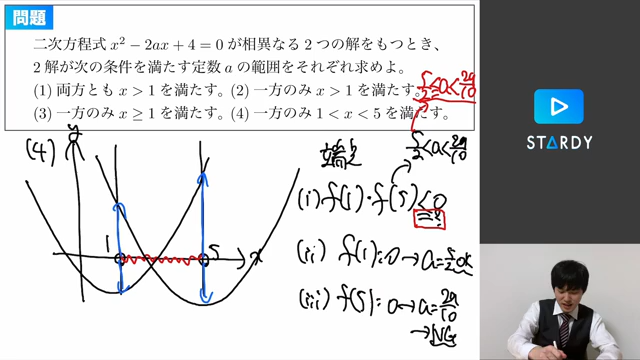 問題
二次方程式 x² − 2ax + 4 = 0 が相異なる 2 つの解をもつとき、
2 解が次の条件を満たす定数 a の範囲をそれぞれ求めよ。
(1) 両方とも x > 1 を満たす。(2) 一方のみ x > 1 を満たす。
(3) 一方のみ x ≥ 1 を満たす。(4) 一方のみ 1 < x < 5 を満たす。
5/2 ≤ a < 29/10
5/2 < a < 29/10
(4)
y
端点
(i) f(1)・f(5) < 0
= ?
1
5
x
(ii) f(1) = 0 → a = 5/2 OK
(iii) f(5) = 0 → a = 29/10
→ NG
STARDY